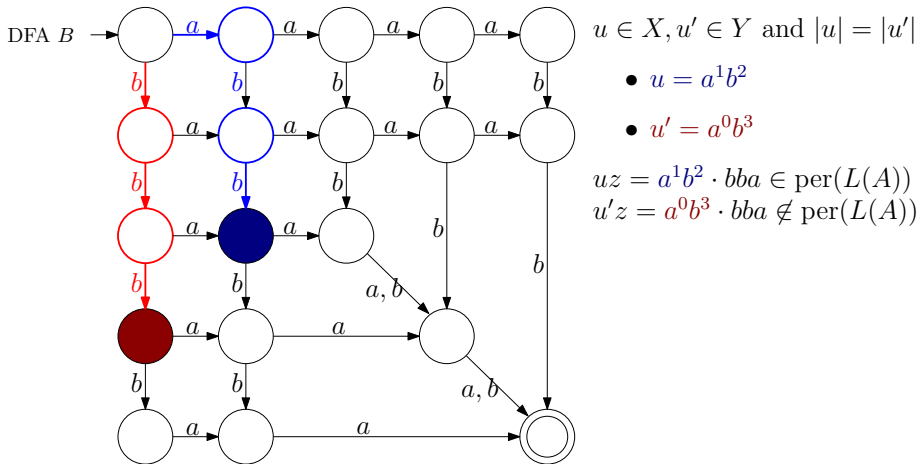 DFA B a a a a u ∈ X, u′ ∈ Y and |u| = |u′|
b b b b b • u = a¹b²
a a a a • u′ = a⁰b³
b b b uz = a¹b² · bba ∈ per(L(A))
u′z = a⁰b³ · bba ∉ per(L(A))
a a b
b b a, b b
a a
b b a, b
a a